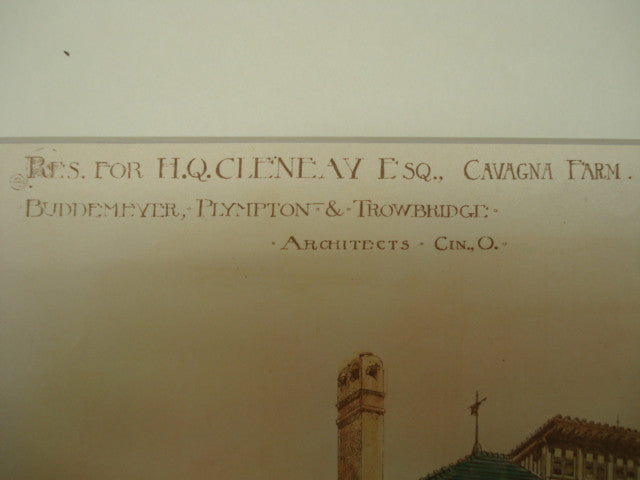 RES. FOR H.Q. CLENEAY ESQ., CAVAGNA FARM.
BUDDEMEYER, PLYMPTON & TROWBRIDGE
ARCHITECTS · CIN., O.